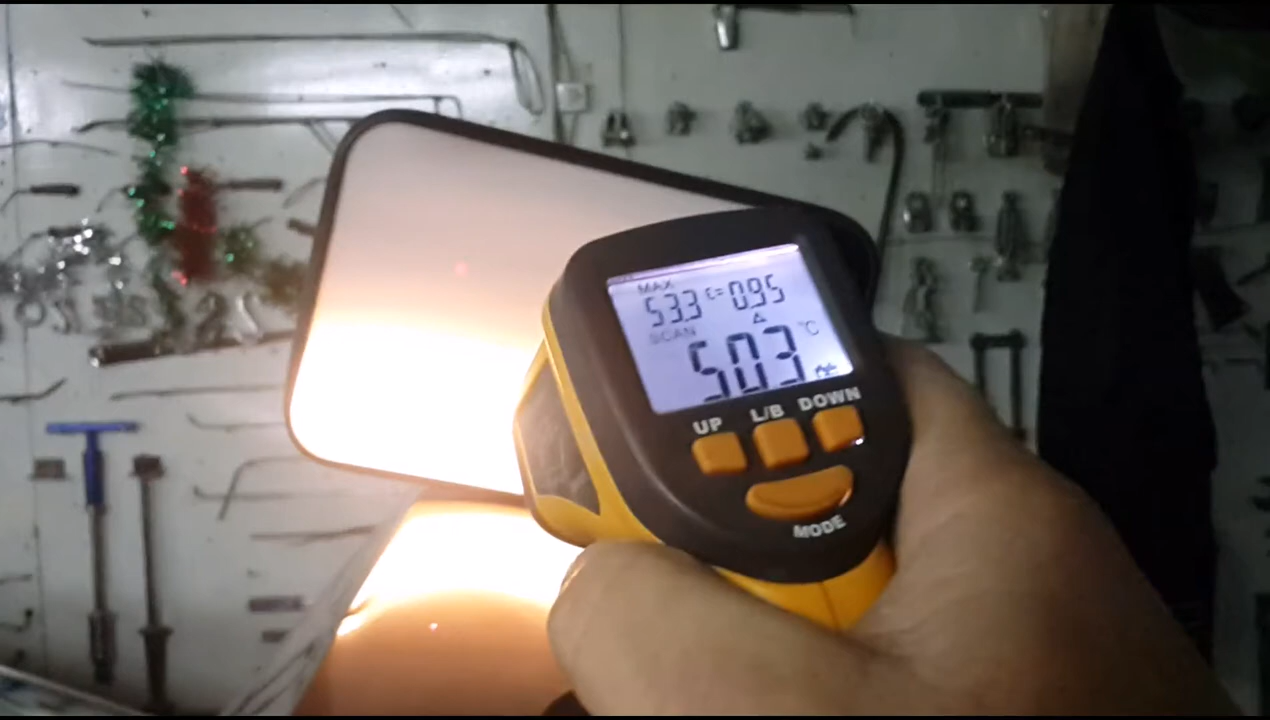 MAX
53.3 ε=0.95
SCAN
50.3 °C
UP L/B DOWN
MODE